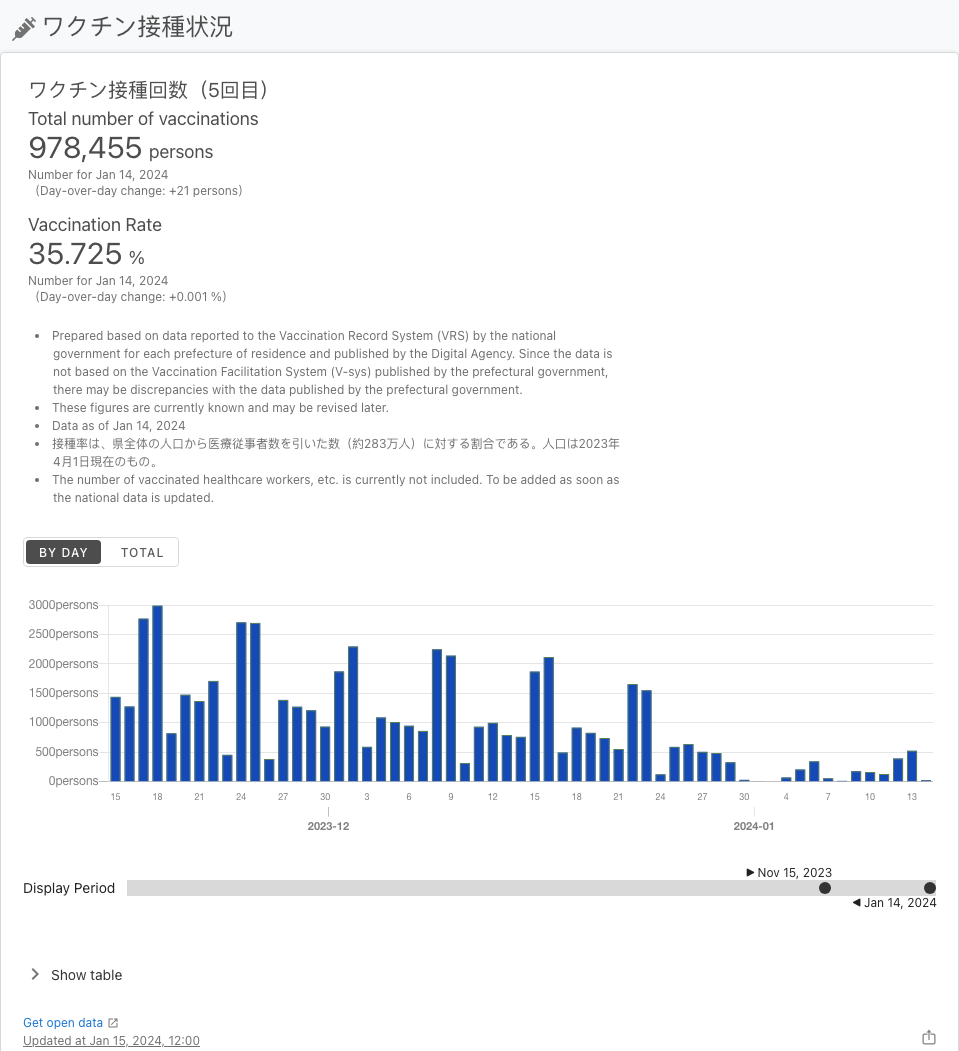 ワクチン接種状況
ワクチン接種回数（5回目）
Total number of vaccinations
978,455 persons
Number for Jan 14, 2024
（Day-over-day change: +21 persons）
Vaccination Rate
35.725 %
Number for Jan 14, 2024
（Day-over-day change: +0.001 %）
• Prepared based on data reported to the Vaccination Record System (VRS) by the national
government for each prefecture of residence and published by the Digital Agency. Since the data is
not based on the Vaccination Facilitation System (V-sys) published by the prefectural government,
there may be discrepancies with the data published by the prefectural government.
• These figures are currently known and may be revised later.
• Data as of Jan 14, 2024
• 接種率は、県全体の人口から医療従事者数を引いた数（約283万人）に対する割合である。人口は2023年
4月1日現在のもの。
• The number of vaccinated healthcare workers, etc. is currently not included. To be added as soon as
the national data is updated.
BY DAY TOTAL
3000persons
2500persons
2000persons
1500persons
1000persons
500persons
0persons
15 18 21 24 27 30 3 6 9 12 15 18 21 24 27 30 4 7 10 13
2023-12 2024-01
Nov 15, 2023
Display Period
Jan 14, 2024
Show table
Get open data
Updated at Jan 15, 2024, 12:00